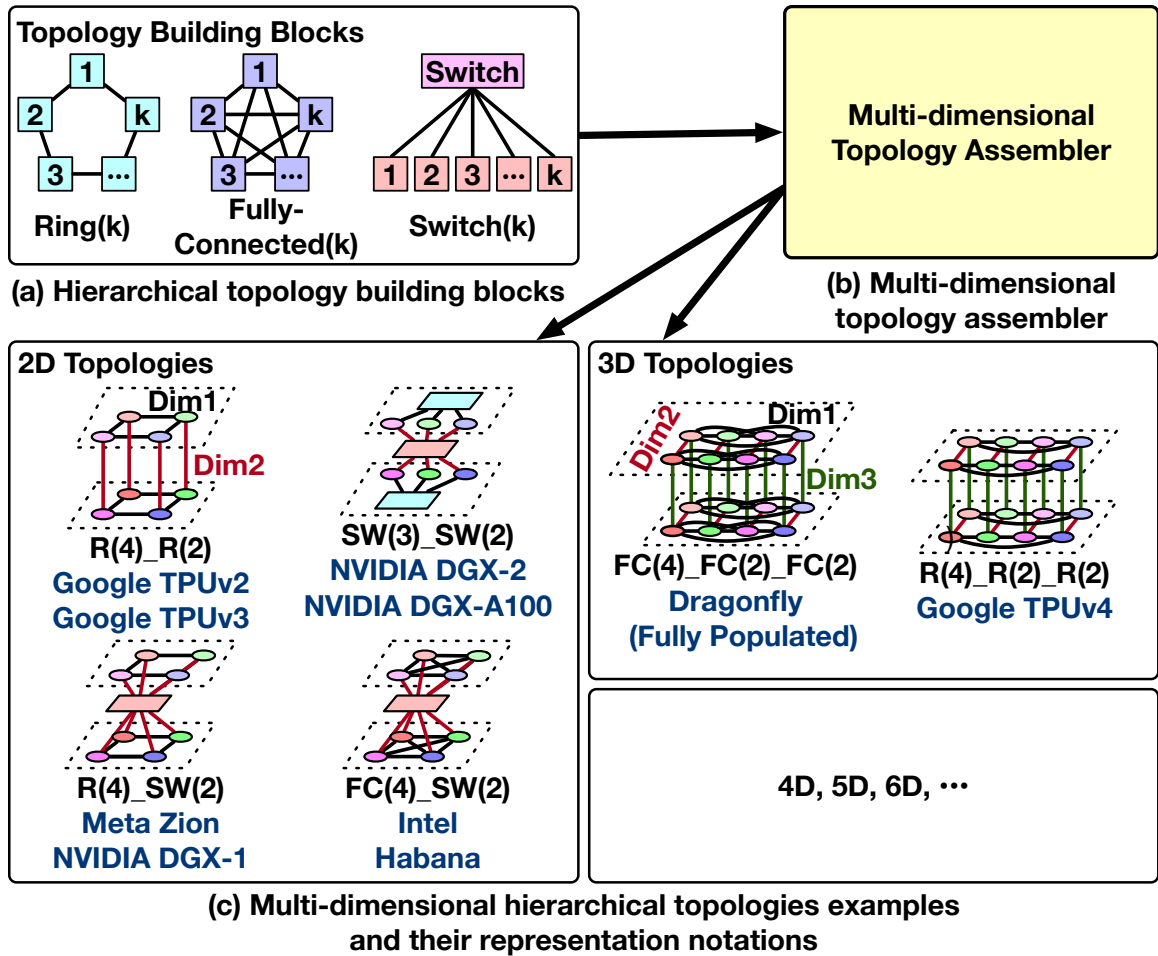 Topology Building Blocks
1
2
k
3
...
Ring(k)
1
2
k
3
...
Fully-
Connected(k)
Switch
1
2
3
...
k
Switch(k)
(a) Hierarchical topology building blocks
Multi-dimensional
Topology Assembler
(b) Multi-dimensional
topology assembler
2D Topologies
Dim1
Dim2
R(4)_R(2)
Google TPUv2
Google TPUv3
SW(3)_SW(2)
NVIDIA DGX-2
NVIDIA DGX-A100
R(4)_SW(2)
Meta Zion
NVIDIA DGX-1
FC(4)_SW(2)
Intel
Habana
3D Topologies
Dim1
Dim2
Dim3
FC(4)_FC(2)_FC(2)
Dragonfly
(Fully Populated)
R(4)_R(2)_R(2)
Google TPUv4
4D, 5D, 6D, ...
(c) Multi-dimensional hierarchical topologies examples
and their representation notations